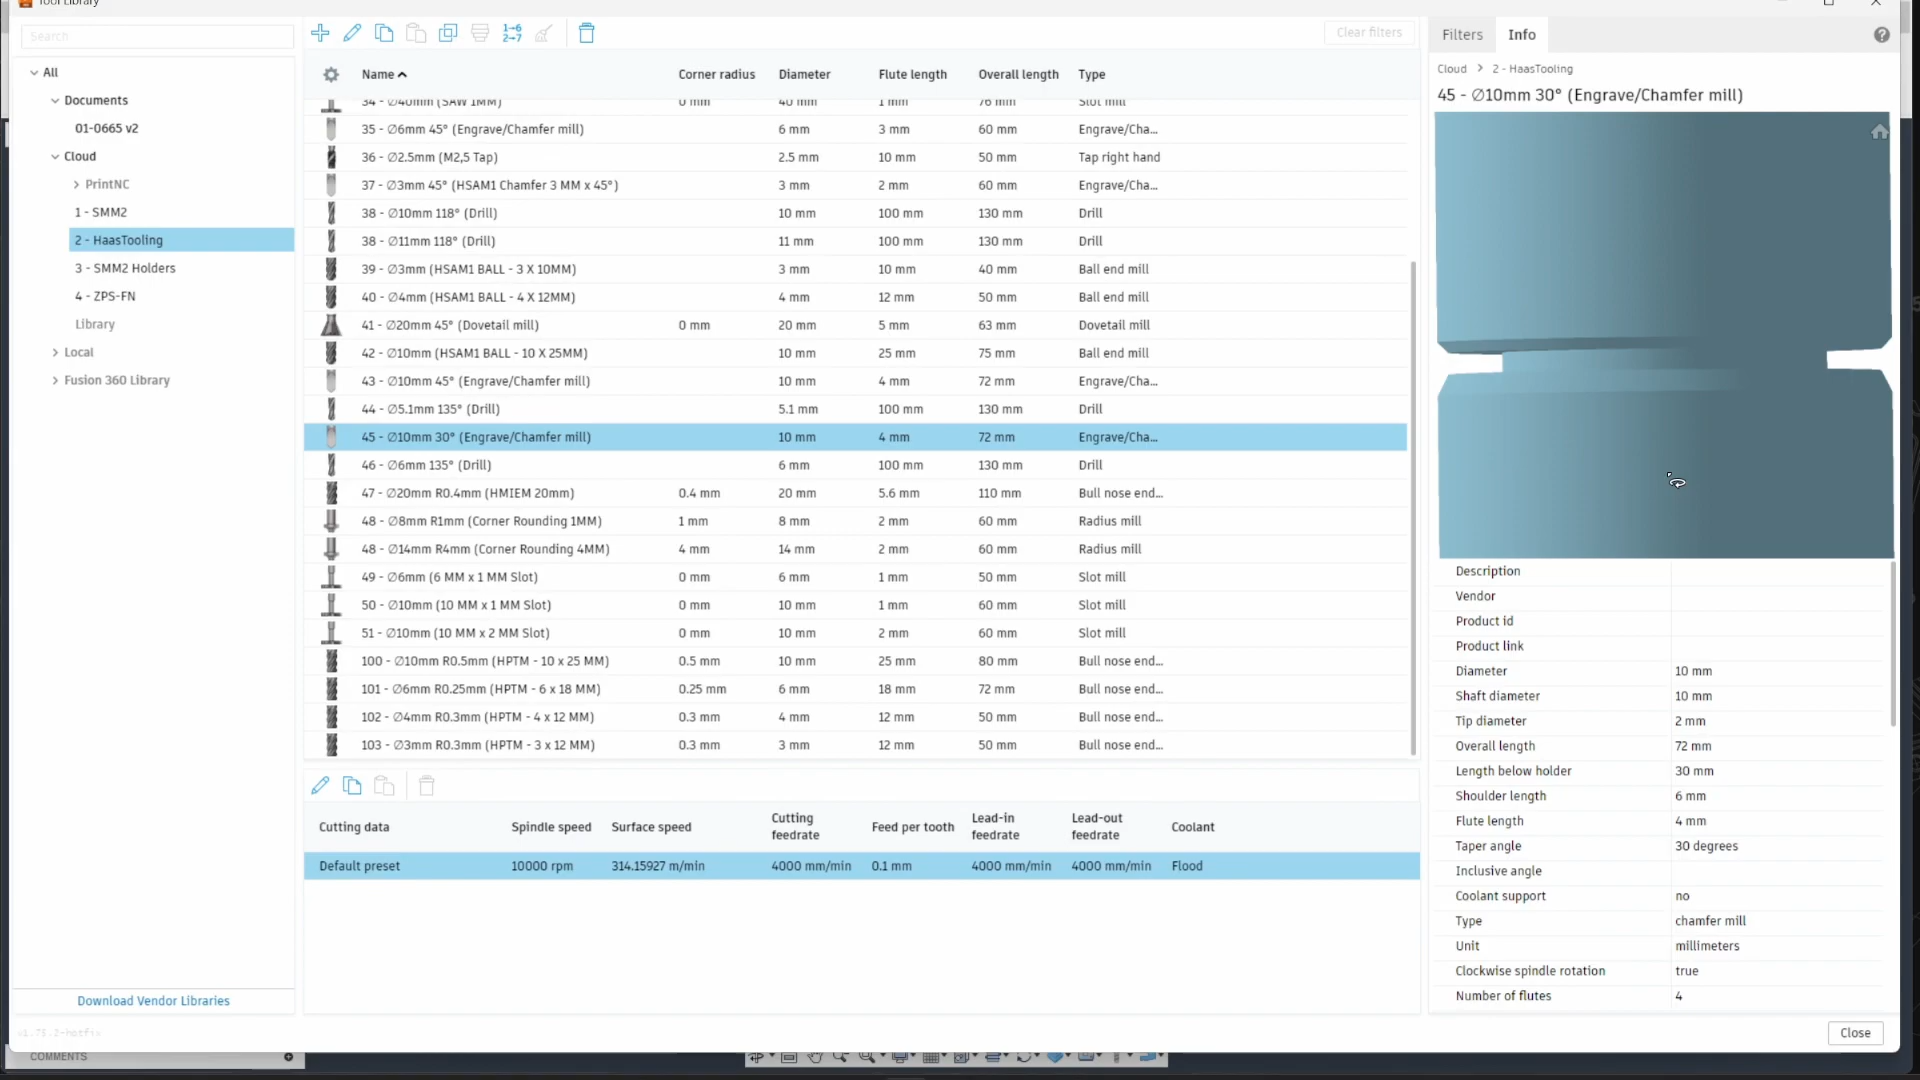 Tool Library
Search
All
Documents
01-0665 v2
Cloud
PrintNC
1 - SMM2
2 - HaasTooling
3 - SMM2 Holders
4 - ZPS-FN
Library
Local
Fusion 360 Library
Download Vendor Libraries
COMMENTS
Clear filters
Name Corner radius Diameter Flute length Overall length Type
34 - Ø40mm (SAW 1MM) 0 mm 40 mm 1 mm 76 mm Slot mill
35 - Ø6mm 45° (Engrave/Chamfer mill) 6 mm 3 mm 60 mm Engrave/Cha...
36 - Ø2.5mm (M2,5 Tap) 2.5 mm 10 mm 50 mm Tap right hand
37 - Ø3mm 45° (HSAM1 Chamfer 3 MM x 45°) 3 mm 2 mm 60 mm Engrave/Cha...
38 - Ø10mm 118° (Drill) 10 mm 100 mm 130 mm Drill
38 - Ø11mm 118° (Drill) 11 mm 100 mm 130 mm Drill
39 - Ø3mm (HSAM1 BALL - 3 X 10MM) 3 mm 10 mm 40 mm Ball end mill
40 - Ø4mm (HSAM1 BALL - 4 X 12MM) 4 mm 12 mm 50 mm Ball end mill
41 - Ø20mm 45° (Dovetail mill) 0 mm 20 mm 5 mm 63 mm Dovetail mill
42 - Ø10mm (HSAM1 BALL - 10 X 25MM) 10 mm 25 mm 75 mm Ball end mill
43 - Ø10mm 45° (Engrave/Chamfer mill) 10 mm 4 mm 72 mm Engrave/Cha...
44 - Ø5.1mm 135° (Drill) 5.1 mm 100 mm 130 mm Drill
45 - Ø10mm 30° (Engrave/Chamfer mill) 10 mm 4 mm 72 mm Engrave/Cha...
46 - Ø6mm 135° (Drill) 6 mm 100 mm 130 mm Drill
47 - Ø20mm R0.4mm (HMIEM 20mm) 0.4 mm 20 mm 5.6 mm 110 mm Bull nose end...
48 - Ø8mm R1mm (Corner Rounding 1MM) 1 mm 8 mm 2 mm 60 mm Radius mill
48 - Ø14mm R4mm (Corner Rounding 4MM) 4 mm 14 mm 2 mm 60 mm Radius mill
49 - Ø6mm (6 MM x 1 MM Slot) 0 mm 6 mm 1 mm 50 mm Slot mill
50 - Ø10mm (10 MM x 1 MM Slot) 0 mm 10 mm 1 mm 60 mm Slot mill
51 - Ø10mm (10 MM x 2 MM Slot) 0 mm 10 mm 2 mm 60 mm Slot mill
100 - Ø10mm R0.5mm (HPTM - 10 x 25 MM) 0.5 mm 10 mm 25 mm 80 mm Bull nose end...
101 - Ø6mm R0.25mm (HPTM - 6 x 18 MM) 0.25 mm 6 mm 18 mm 72 mm Bull nose end...
102 - Ø4mm R0.3mm (HPTM - 4 x 12 MM) 0.3 mm 4 mm 12 mm 50 mm Bull nose end...
103 - Ø3mm R0.3mm (HPTM - 3 x 12 MM) 0.3 mm 3 mm 12 mm 50 mm Bull nose end...
Cutting data Spindle speed Surface speed Cutting feedrate Feed per tooth Lead-in feedrate Lead-out feedrate Coolant
Default preset 10000 rpm 314.15927 m/min 4000 mm/min 0.1 mm 4000 mm/min 4000 mm/min Flood
Filters Info
Cloud > 2 - HaasTooling
45 - Ø10mm 30° (Engrave/Chamfer mill)
Description
Vendor
Product id
Product link
Diameter 10 mm
Shaft diameter 10 mm
Tip diameter 2 mm
Overall length 72 mm
Length below holder 30 mm
Shoulder length 6 mm
Flute length 4 mm
Taper angle 30 degrees
Inclusive angle
Coolant support no
Type chamfer mill
Unit millimeters
Clockwise spindle rotation true
Number of flutes 4
Close